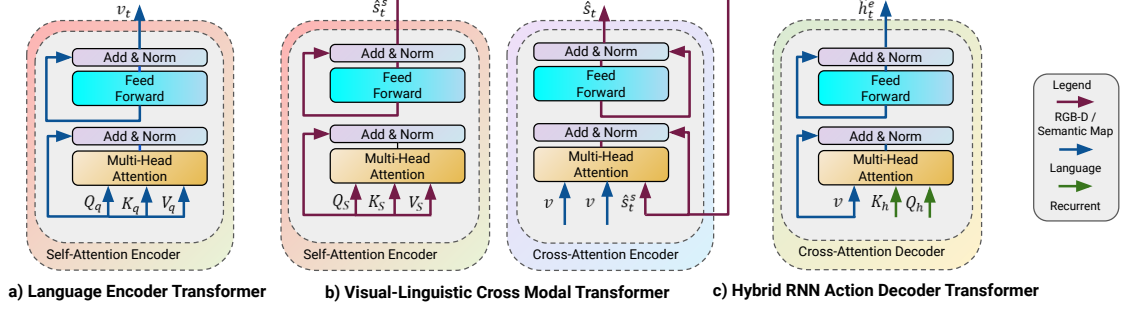 v_t
Add & Norm
Feed
Forward
Add & Norm
Multi-Head
Attention
Q_q K_q V_q
Self-Attention Encoder
a) Language Encoder Transformer
ŝ_t^s
Add & Norm
Feed
Forward
Add & Norm
Multi-Head
Attention
Q_S K_S V_S
Self-Attention Encoder
ŝ_t
Add & Norm
Feed
Forward
Add & Norm
Multi-Head
Attention
v v ŝ_t^s
Cross-Attention Encoder
b) Visual-Linguistic Cross Modal Transformer
h_t^e
Add & Norm
Feed
Forward
Add & Norm
Multi-Head
Attention
v K_h Q_h
Cross-Attention Decoder
c) Hybrid RNN Action Decoder Transformer
Legend
RGB-D /
Semantic Map
Language
Recurrent